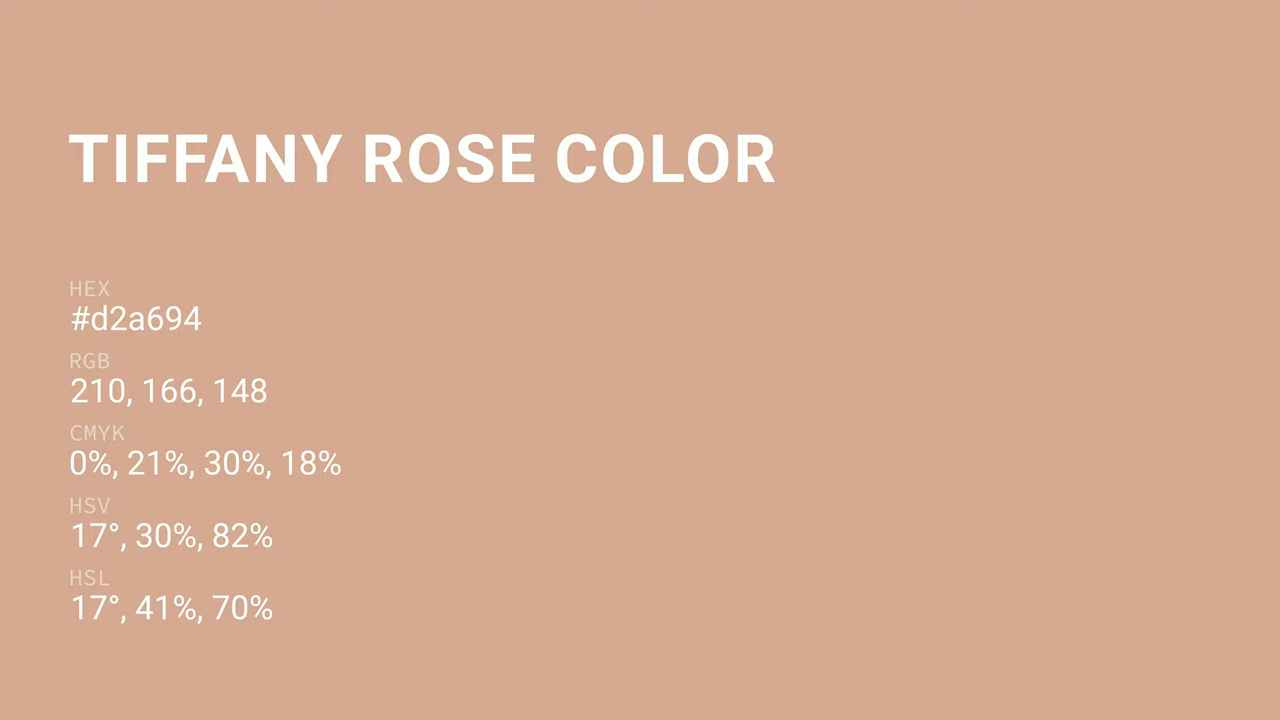 TIFFANY ROSE COLOR
HEX
#d2a694
RGB
210, 166, 148
CMYK
0%, 21%, 30%, 18%
HSV
17°, 30%, 82%
HSL
17°, 41%, 70%